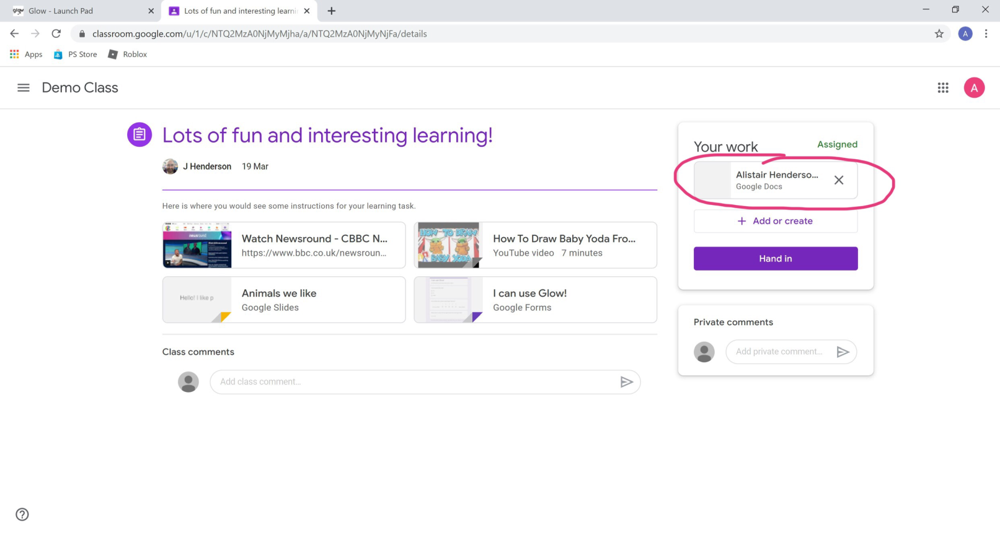 glow Glow - Launch Pad
Lots of fun and interesting learni
classroom.google.com/u/1/c/NTQ2MzA0NjMyMjha/a/NTQ2MzA0NjMyNjFa/details
A
Apps PS Store Roblox
Demo Class
A
Lots of fun and interesting learning!
J Henderson 19 Mar
Here is where you would see some instructions for your learning task.
newsround
Watch Newsround - CBBC N...
https://www.bbc.co.uk/newsroun...
HOW TO DRAW
BABY YODA
How To Draw Baby Yoda Fro...
YouTube video 7 minutes
Hello! I like p
Animals we like
Google Slides
I can use Glow!
Google Forms
Class comments
Add class comment...
Your work
Assigned
Alistair Henderso...
Google Docs
+ Add or create
Hand in
Private comments
Add private comment...